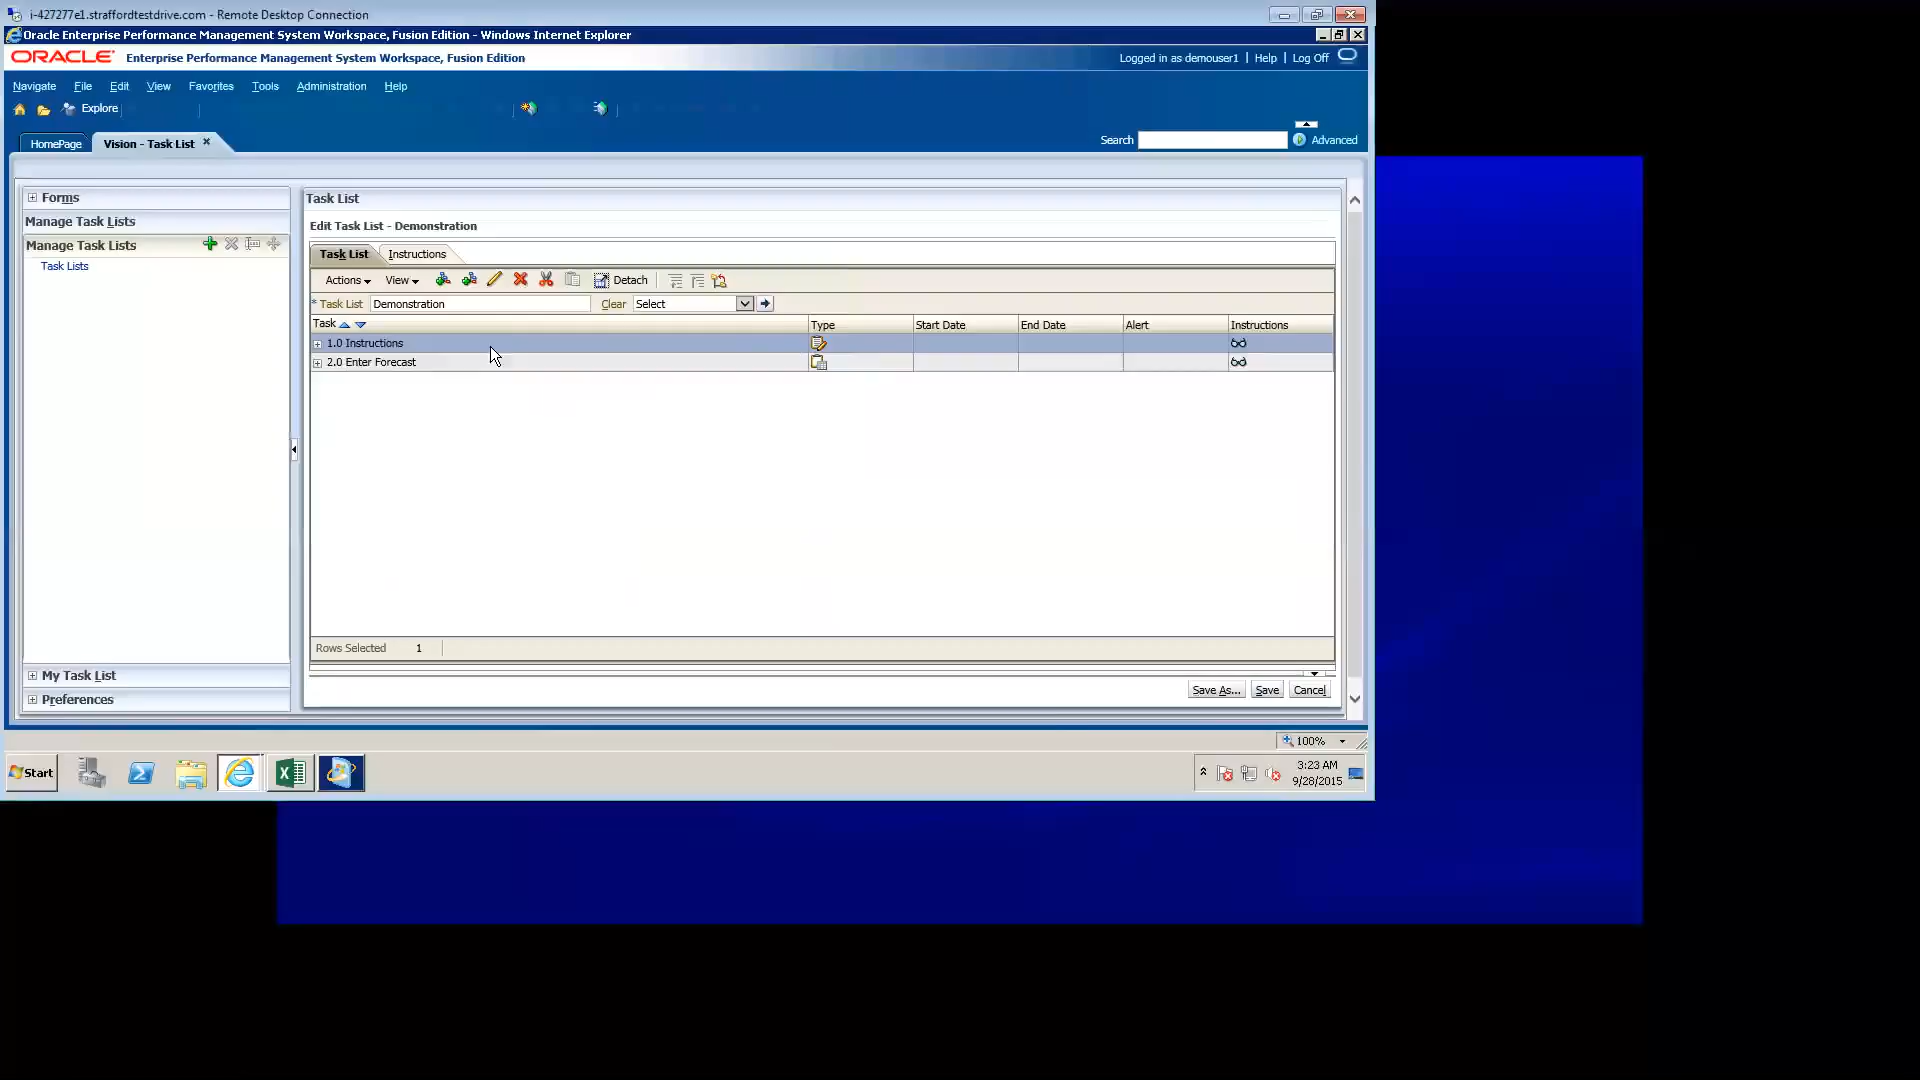 i-427277e1.straffordtestdrive.com - Remote Desktop Connection
Oracle Enterprise Performance Management System Workspace, Fusion Edition - Windows Internet Explorer
ORACLE Enterprise Performance Management System Workspace, Fusion Edition Logged in as demouser1 | Help | Log Off
Navigate File Edit View Favorites Tools Administration Help
Explore
HomePage Vision - Task List Search Advanced
Forms
Manage Task Lists
Manage Task Lists
Task Lists
My Task List
Preferences
Task List
Edit Task List - Demonstration
Task List Instructions
Actions View Detach
* Task List Demonstration Clear Select
Task Type Start Date End Date Alert Instructions
1.0 Instructions
2.0 Enter Forecast
Rows Selected 1
Save As... Save Cancel
100%
Start
3:23 AM
9/28/2015